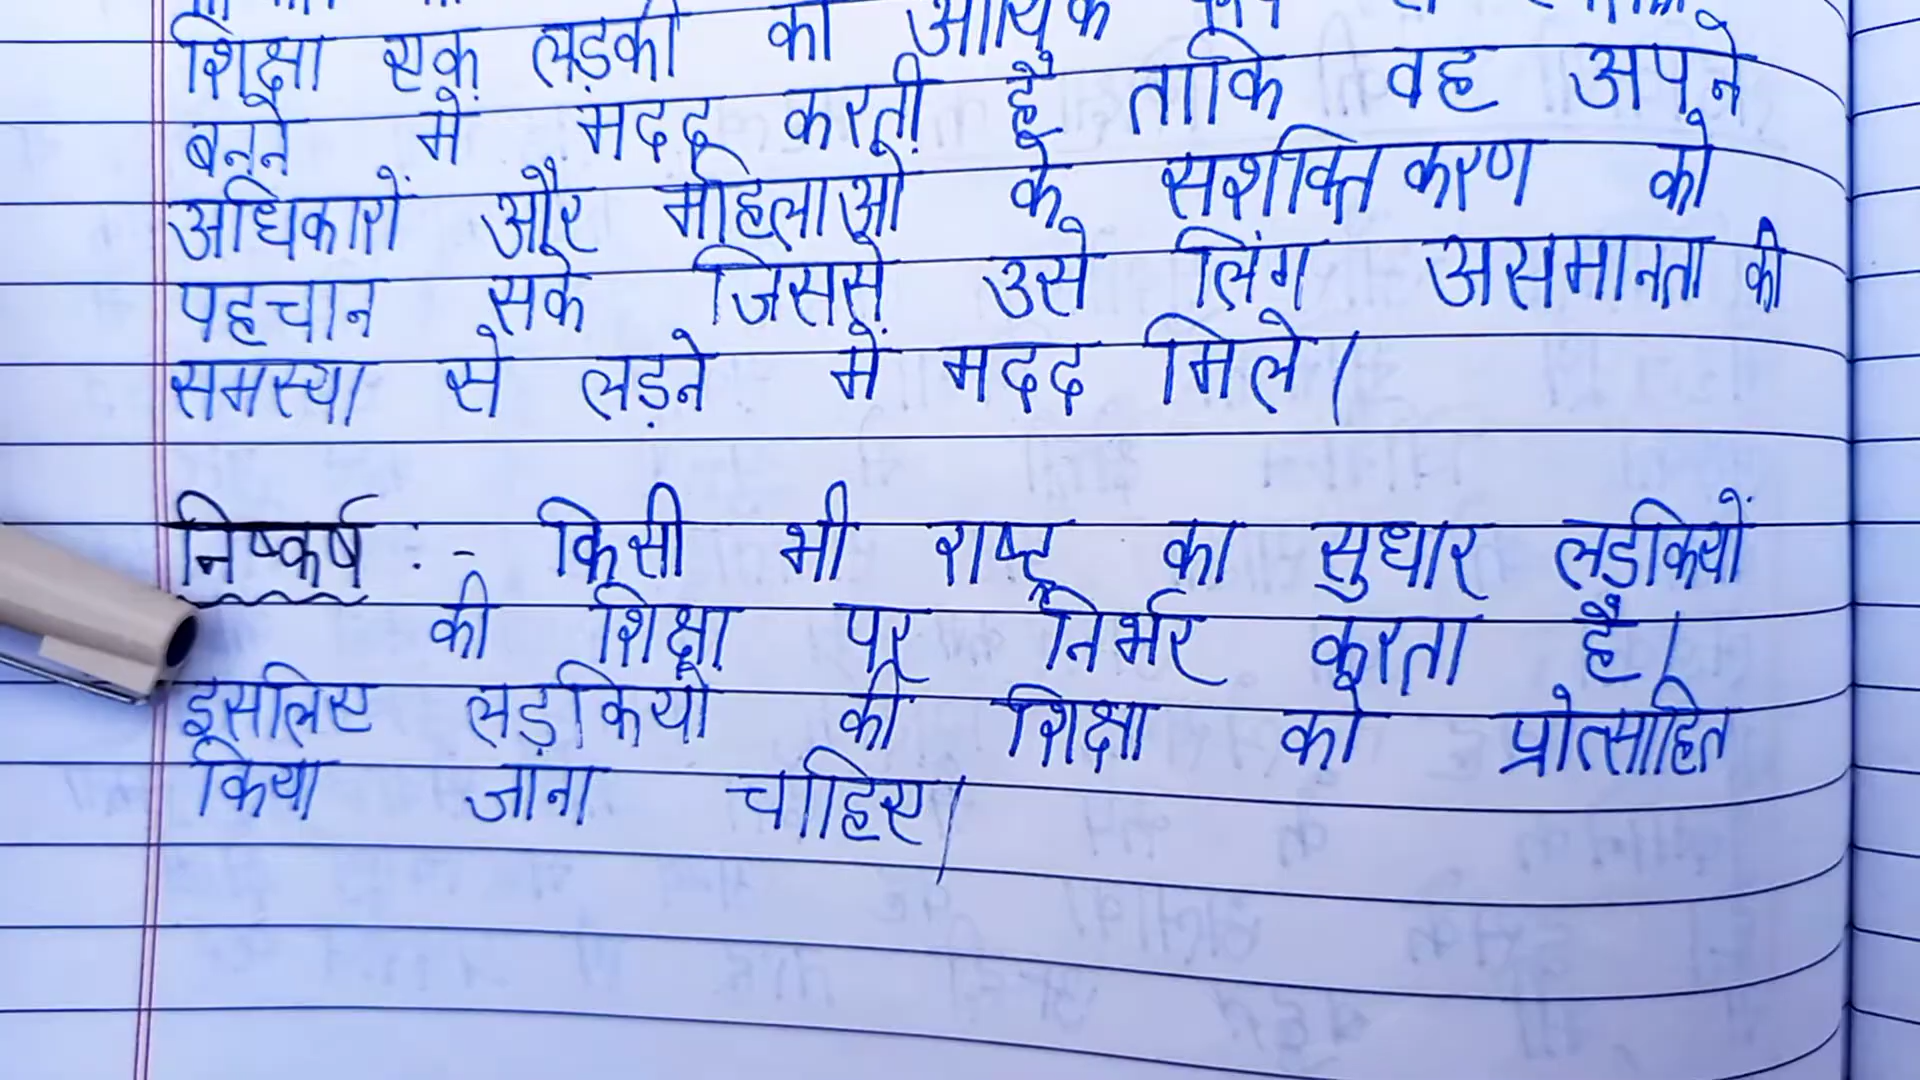 शिक्षा एक लड़की को आर्थिक रूप से
बनने में मदद करती है ताकि वह अपने
अधिकारों और महिलाओं के सशक्तिकरण को
पहचान सके जिससे उसे लिंग असमानता की
समस्या से लड़ने में मदद मिले।
निष्कर्ष :- किसी भी राष्ट्र का सुधार लड़कियों
की शिक्षा पर निर्भर करता है।
इसलिए लड़कियों की शिक्षा को प्रोत्साहित
किया जाना चाहिए।